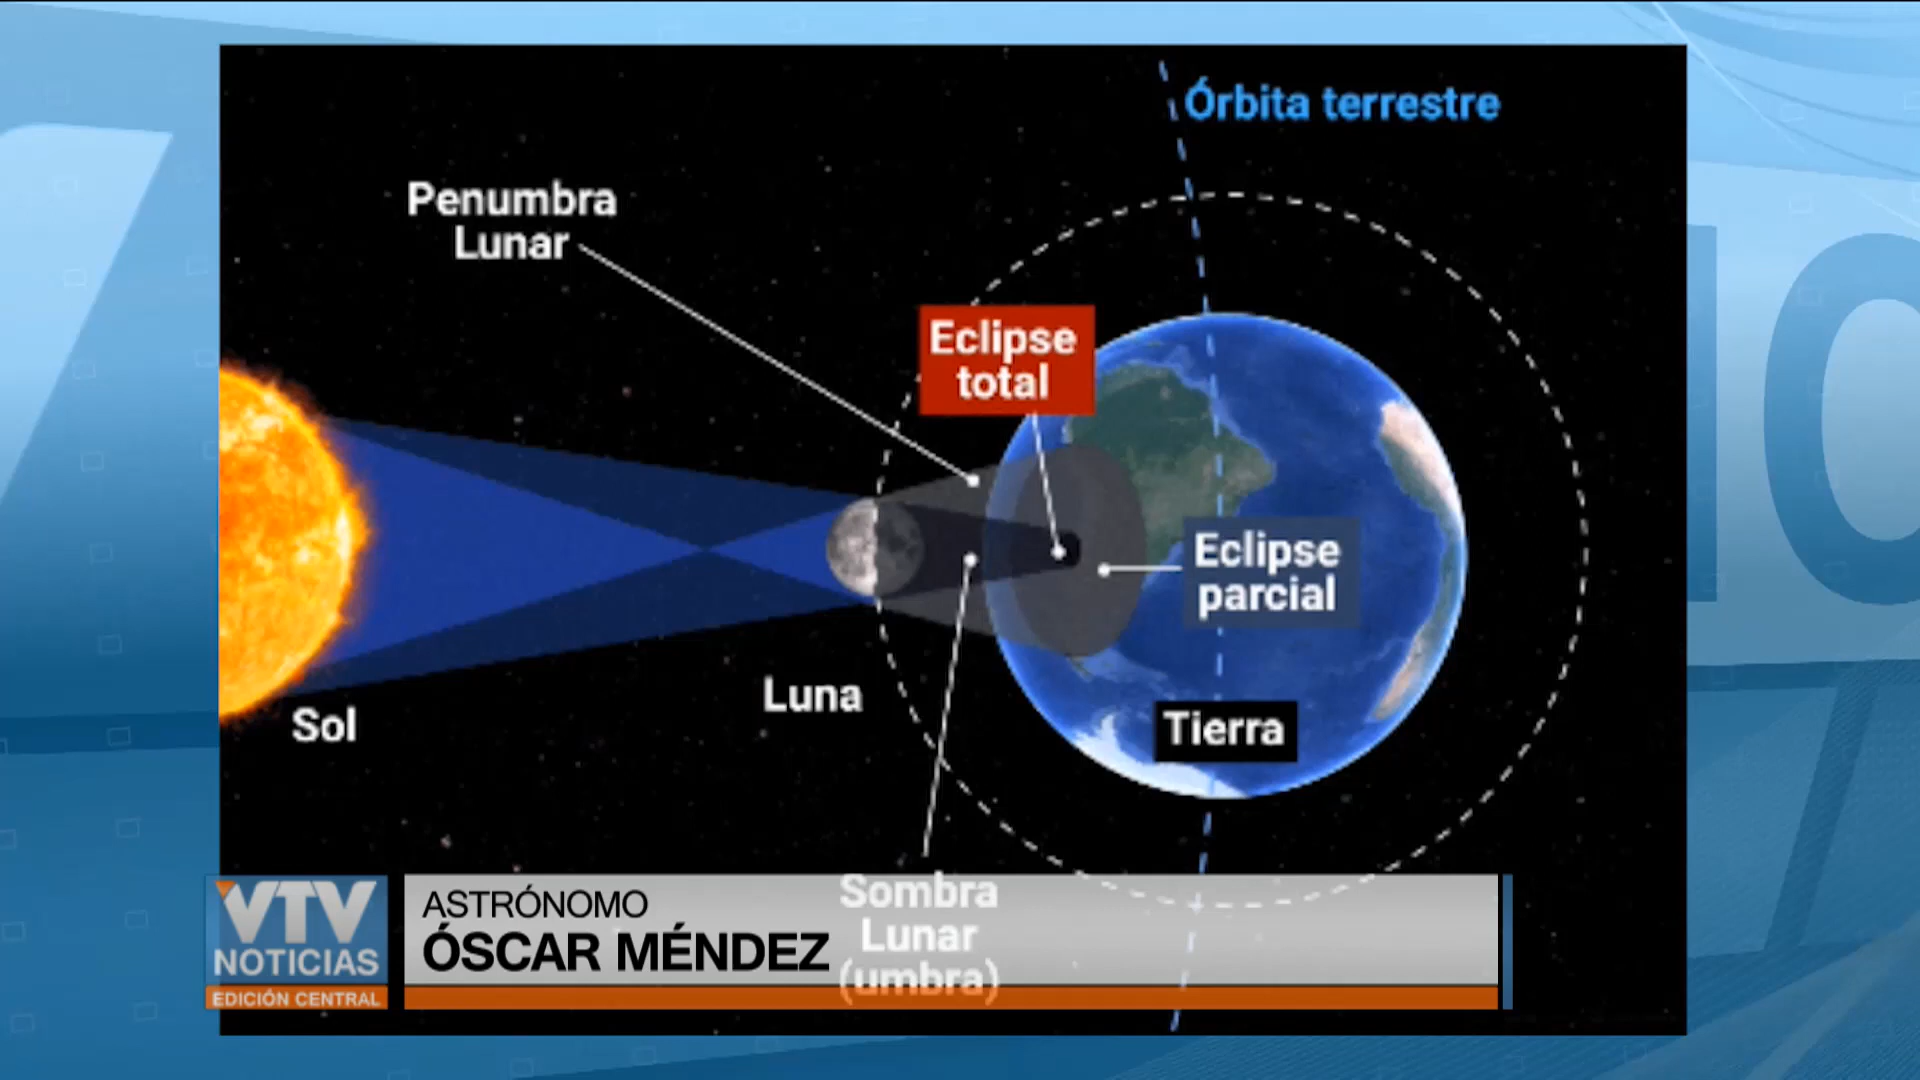 Órbita terrestre
Penumbra
Lunar
Eclipse
total
Eclipse
parcial
Luna
Sol
Tierra
Sombra
Lunar
(umbra)
VTV
NOTICIAS
EDICIÓN CENTRAL
ASTRÓNOMO
ÓSCAR MÉNDEZ
10